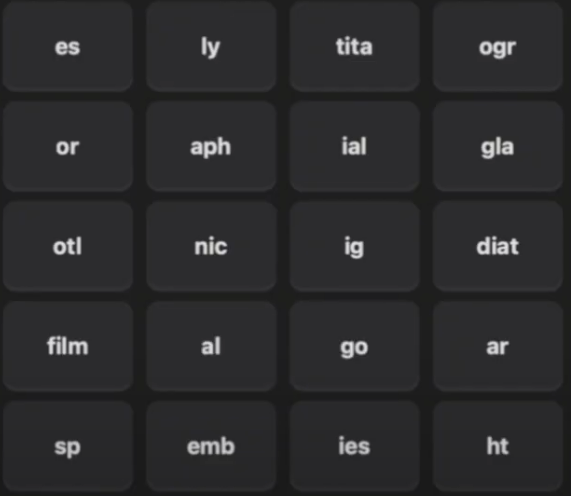 es ly tita ogr
or aph ial gla
otl nic ig diat
film al go ar
sp emb ies ht